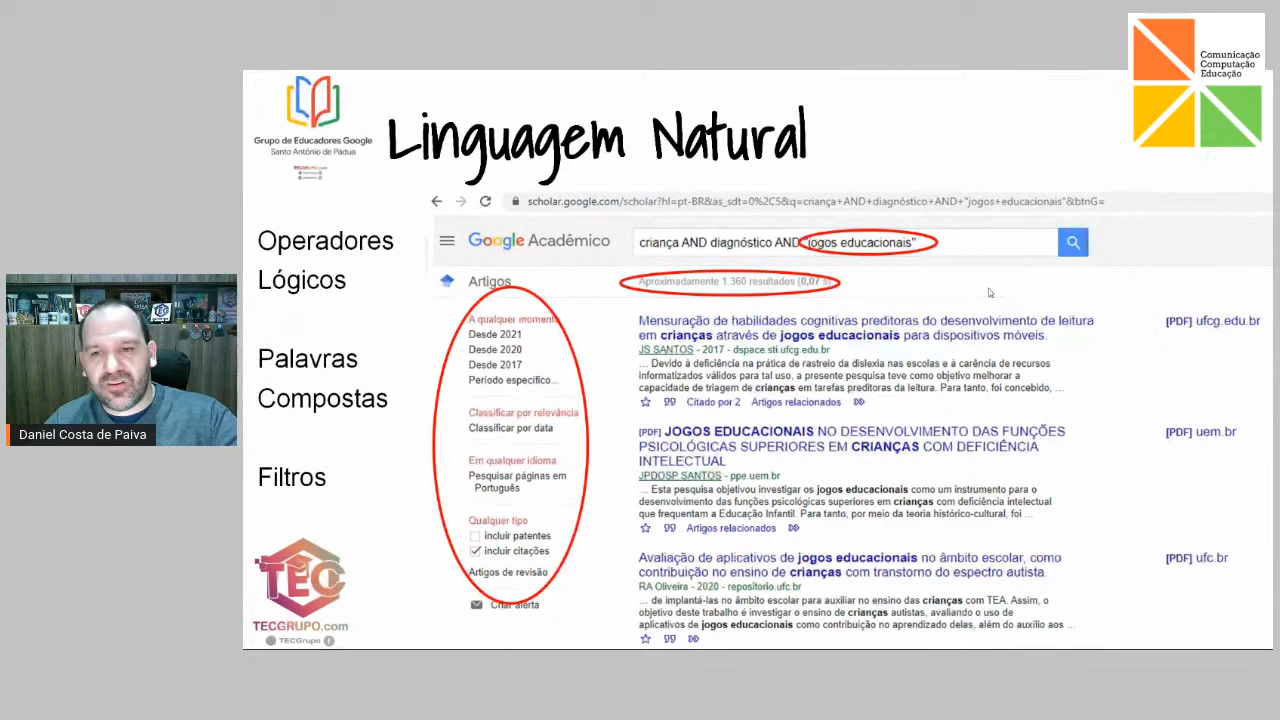 Comunicação
Computação
Educação
Grupo de Educadores Google
Santo Antônio de Pádua
TECGRUPO.com
Linguagem Natural
scholar.google.com/scholar?hl=pt-BR&as_sdt=0%2C5&q=criança+AND+diagnóstico+AND+"jogos+educacionais"&btnG=
Google Acadêmico
criança AND diagnóstico AND "jogos educacionais"
Artigos
Aproximadamente 1.360 resultados (0,07 s)
Operadores
Lógicos
Palavras
Compostas
Filtros
A qualquer momento
Desde 2021
Desde 2020
Desde 2017
Período específico...
Classificar por relevância
Classificar por data
Em qualquer idioma
Pesquisar páginas em
Português
Qualquer tipo
incluir patentes
incluir citações
Artigos de revisão
Criar alerta
Mensuração de habilidades cognitivas preditoras do desenvolvimento de leitura
em crianças através de jogos educacionais para dispositivos móveis.
[PDF] ufcg.edu.br
JS SANTOS - 2017 - dspace.sti.ufcg.edu.br
... Devido à deficiência na prática de rastreio da dislexia nas escolas e à carência de recursos
informatizados válidos para tal uso, a presente pesquisa teve como objetivo melhorar a
capacidade de triagem de crianças em tarefas preditoras da leitura. Para tanto, foi concebido, ...
Citado por 2 Artigos relacionados
[PDF] JOGOS EDUCACIONAIS NO DESENVOLVIMENTO DAS FUNÇÕES
PSICOLÓGICAS SUPERIORES EM CRIANÇAS COM DEFICIÊNCIA
INTELECTUAL
[PDF] uem.br
JPDOSP SANTOS - ppe.uem.br
... Esta pesquisa objetivou investigar os jogos educacionais como um instrumento para o
desenvolvimento das funções psicológicas superiores em crianças com deficiência intelectual
que frequentam a Educação Infantil. Para tanto, por meio da teoria histórico-cultural, foi ...
Artigos relacionados
Avaliação de aplicativos de jogos educacionais no âmbito escolar, como
contribuição no ensino de crianças com transtorno do espectro autista.
[PDF] ufc.br
RA Oliveira - 2020 - repositorio.ufc.br
... de implantá-las no âmbito escolar para auxiliar no ensino das crianças com TEA. Assim, o
objetivo deste trabalho é investigar o ensino de crianças autistas, avaliando o uso de
aplicativos de jogos educacionais como contribuição no aprendizado delas, além do auxílio aos ...
Daniel Costa de Paiva
TEC
TECGRUPO.com
TECGrupo